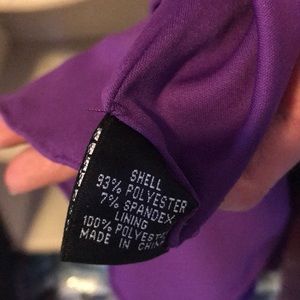 SHELL
93% POLYESTER
7% SPANDEX
LINING
100% POLYESTER
MADE IN CHINA